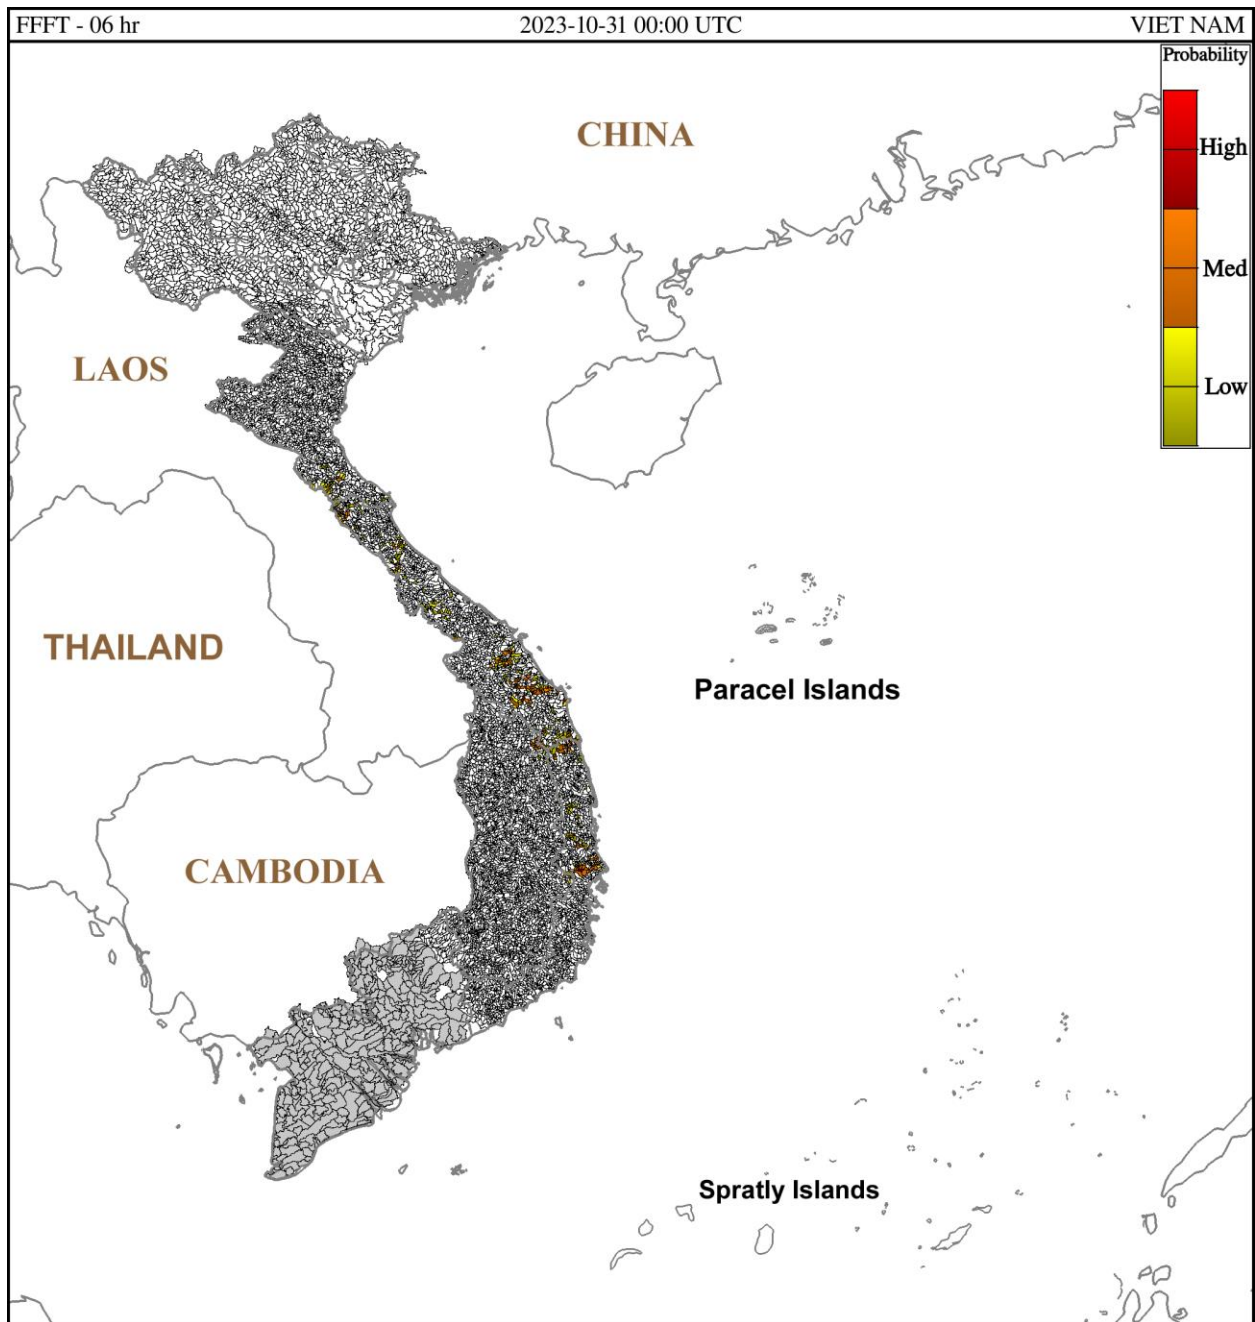 FFFT - 06 hr
2023-10-31 00:00 UTC
VIET NAM
Probability
High
Med
Low
CHINA
LAOS
THAILAND
Paracel Islands
CAMBODIA
Spratly Islands